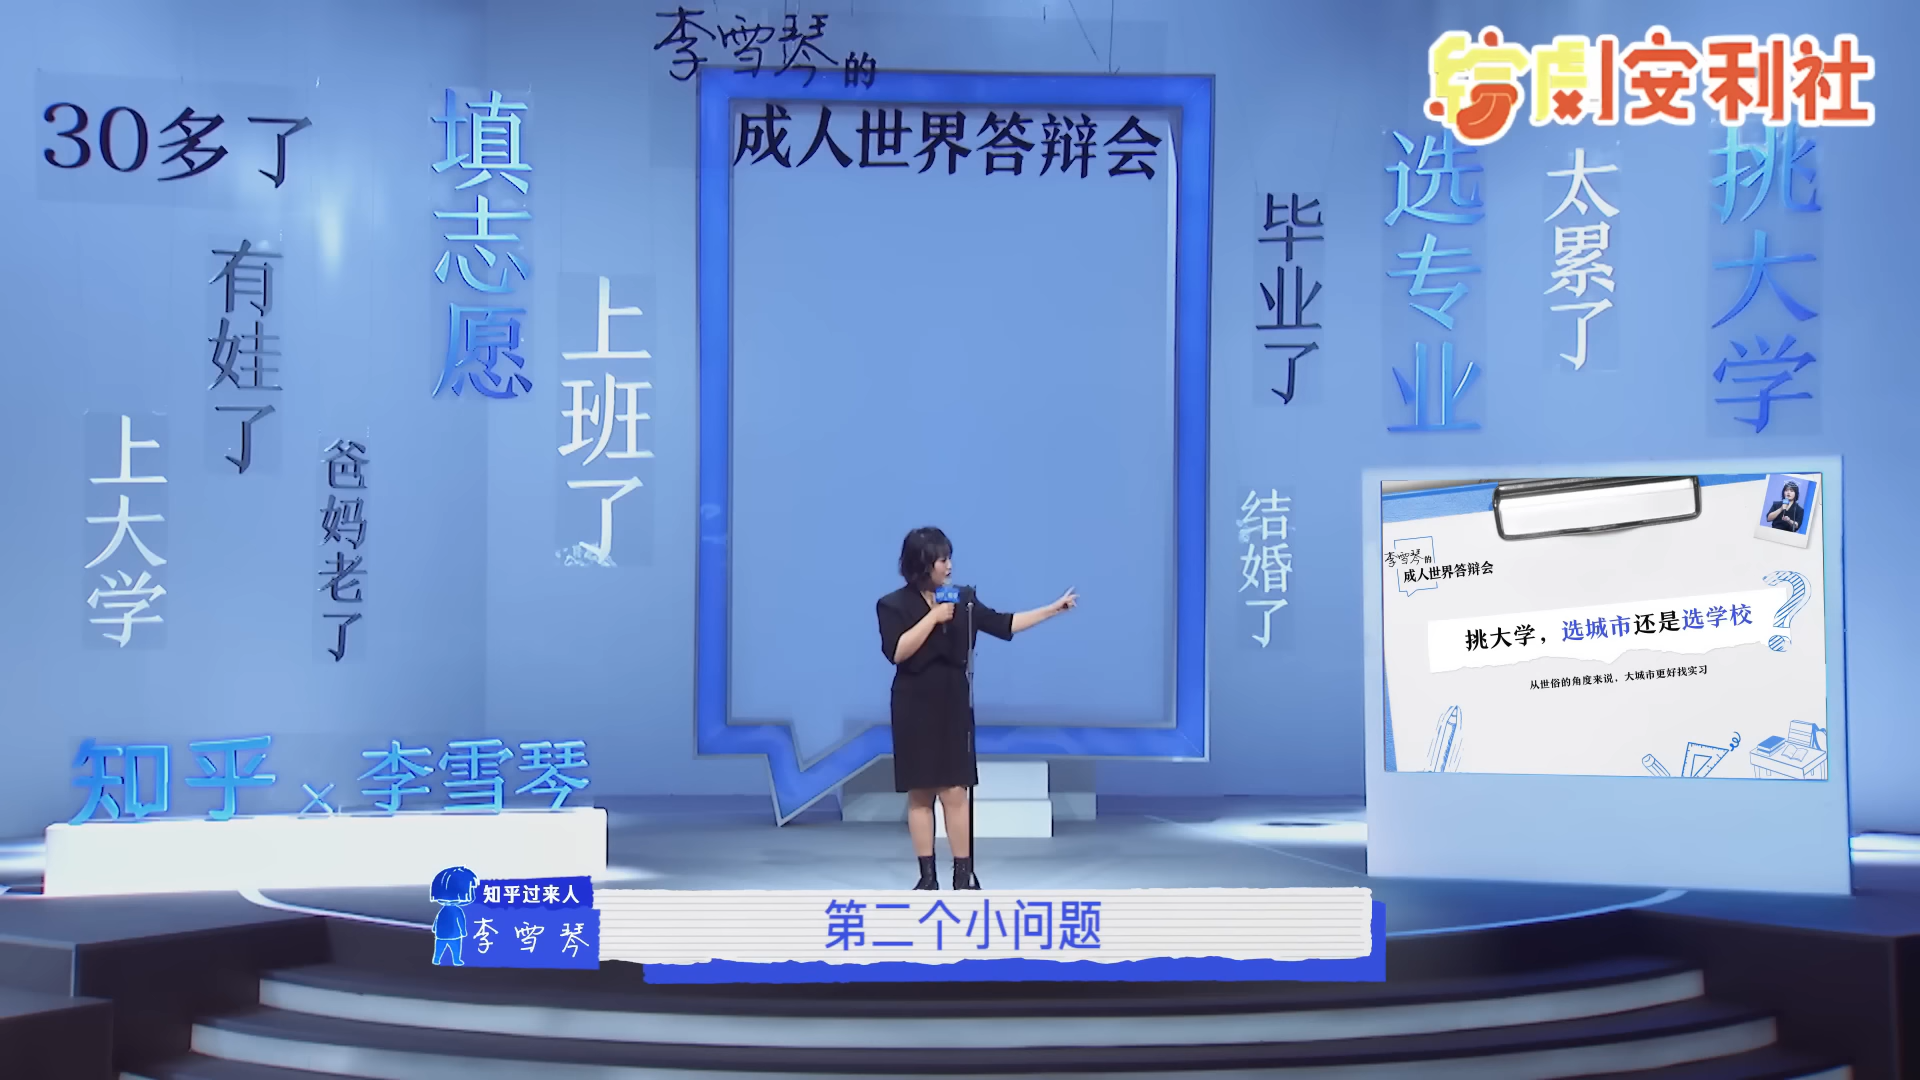 李雪琴的
成人世界答辩会
综剧安利社
30多了
填志愿
有娃了
上班了
上大学
爸妈老了
毕业了
选专业
太累了
挑大学
结婚了
李雪琴的
成人世界答辩会
挑大学，选城市还是选学校
从世俗的角度来说，大城市更好找实习
知乎×李雪琴
知乎过来人
李雪琴
第二个小问题